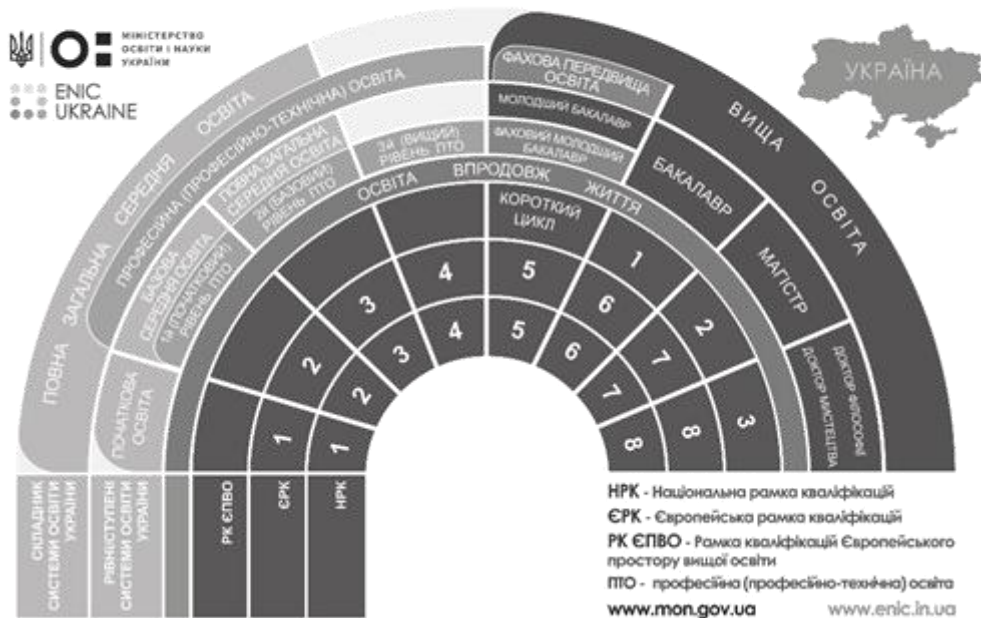 МІНІСТЕРСТВО
ОСВІТИ І НАУКИ
УКРАЇНИ
ENIC
UKRAINE
УКРАЇНА
ПОВНА ЗАГАЛЬНА СЕРЕДНЯ ОСВІТА
ВИЩА ОСВІТА
ПРОФЕСІЙНА (ПРОФЕСІЙНО-ТЕХНІЧНА) ОСВІТА
ФАХОВА ПЕРЕДВИЩА
ОСВІТА
ПОЧАТКОВА
ОСВІТА
БАЗОВА
СЕРЕДНЯ ОСВІТА
1й (ПОЧАТКОВИЙ)
РІВЕНЬ ПТО
ПОВНА ЗАГАЛЬНА
СЕРЕДНЯ ОСВІТА
2й (БАЗОВИЙ)
РІВЕНЬ ПТО
3й (ВИЩИЙ)
РІВЕНЬ ПТО
МОЛОДШИЙ БАКАЛАВР
ФАХОВИЙ МОЛОДШИЙ
БАКАЛАВР
БАКАЛАВР
МАГІСТР
ДОКТОР ФІЛОСОФІЇ
ДОКТОР МИСТЕЦТВА
ОСВІТА ВПРОДОВЖ ЖИТТЯ
КОРОТКИЙ
ЦИКЛ
1
2
3
1
2
3
4
5
6
7
8
1
2
3
4
5
6
7
8
СКЛАДНИК
СИСТЕМИ ОСВІТИ
УКРАЇНИ
РІВНІ/СТУПЕНІ
СИСТЕМИ ОСВІТИ
УКРАЇНИ
РК ЄПВО
ЄРК
НРК
НРК - Національна рамка кваліфікацій
ЄРК - Європейська рамка кваліфікацій
РК ЄПВО - Рамка кваліфікацій Європейського
простору вищої освіти
ПТО - професійна (професійно-технічна) освіта
www.mon.gov.ua www.enic.in.ua